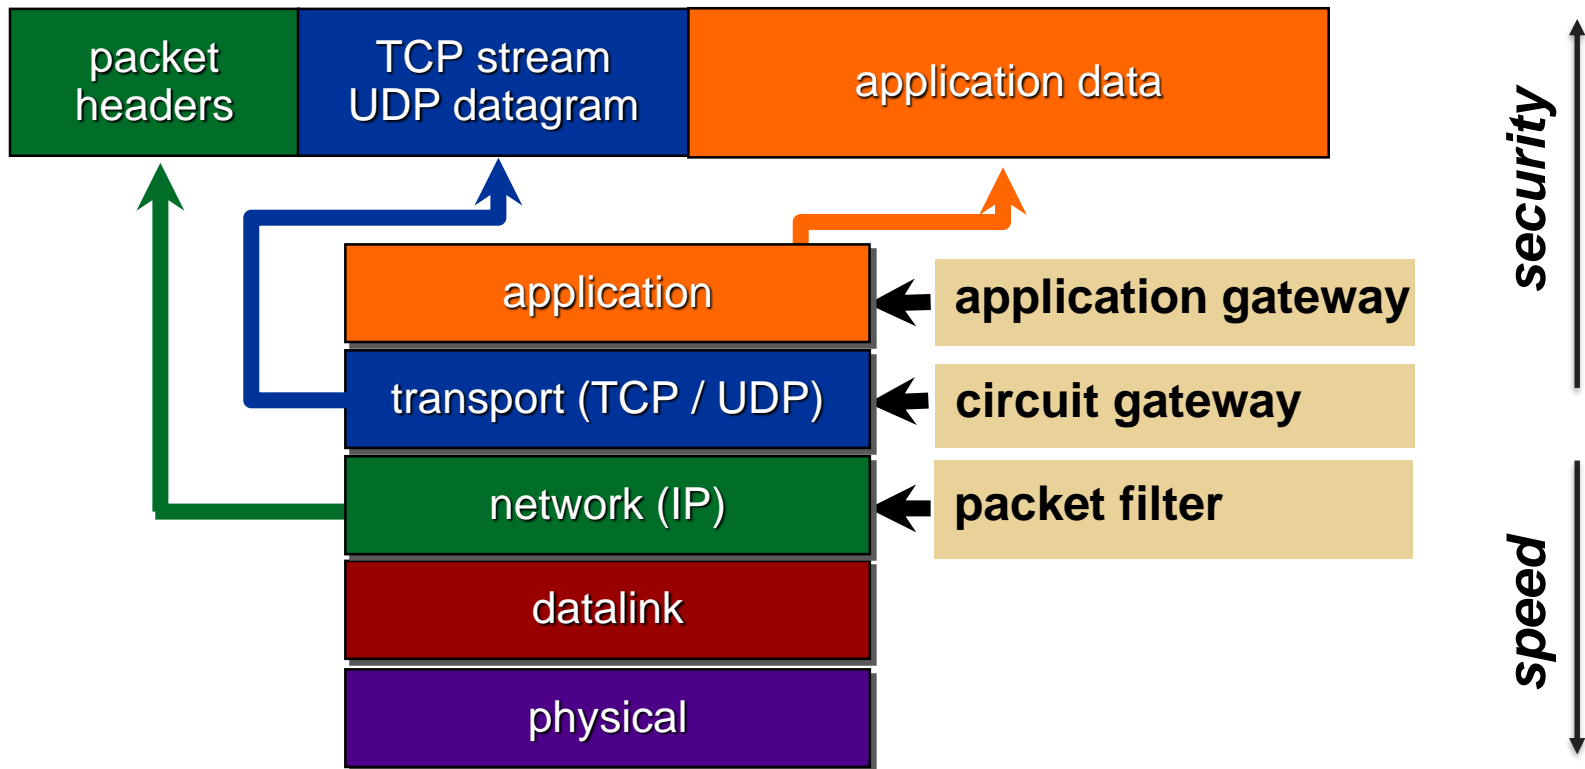 packet
headers
TCP stream
UDP datagram
application data
security
application
application gateway
transport (TCP / UDP)
circuit gateway
network (IP)
packet filter
datalink
speed
physical